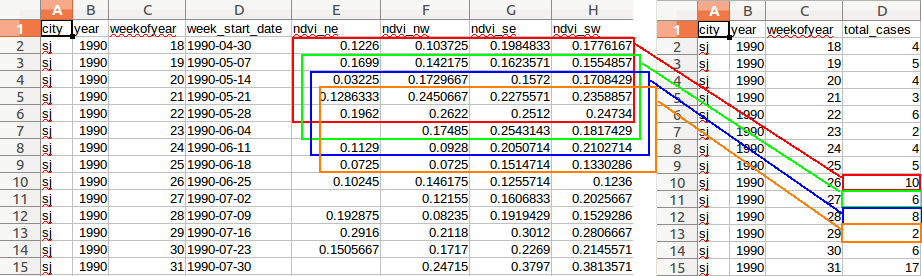 A B C D E F G H A B C D
1 city year weekofyear week_start_date ndvi_ne ndvi_nw ndvi_se ndvi_sw 1 city year weekofyear total_cases
2 sj 1990 18 1990-04-30 0.1226 0.103725 0.1984833 0.1776167 2 sj 1990 18 4
3 sj 1990 19 1990-05-07 0.1699 0.142175 0.1623571 0.1554857 3 sj 1990 19 5
4 sj 1990 20 1990-05-14 0.03225 0.1729667 0.1572 0.1708429 4 sj 1990 20 4
5 sj 1990 21 1990-05-21 0.1286333 0.2450667 0.2275571 0.2358857 5 sj 1990 21 3
6 sj 1990 22 1990-05-28 0.1962 0.2622 0.2512 0.24734 6 sj 1990 22 6
7 sj 1990 23 1990-06-04 0.17485 0.2543143 0.1817429 7 sj 1990 23 2
8 sj 1990 24 1990-06-11 0.1129 0.0928 0.2050714 0.2102714 8 sj 1990 24 4
9 sj 1990 25 1990-06-18 0.0725 0.0725 0.1514714 0.1330286 9 sj 1990 25 5
10 sj 1990 26 1990-06-25 0.10245 0.146175 0.1255714 0.1236 10 sj 1990 26 10
11 sj 1990 27 1990-07-02 0.12155 0.1606833 0.2025667 11 sj 1990 27 6
12 sj 1990 28 1990-07-09 0.192875 0.08235 0.1919429 0.1529286 12 sj 1990 28 8
13 sj 1990 29 1990-07-16 0.2916 0.2118 0.3012 0.2806667 13 sj 1990 29 2
14 sj 1990 30 1990-07-23 0.1505667 0.1717 0.2269 0.2145571 14 sj 1990 30 6
15 sj 1990 31 1990-07-30 0.24715 0.3797 0.3813571 15 sj 1990 31 17